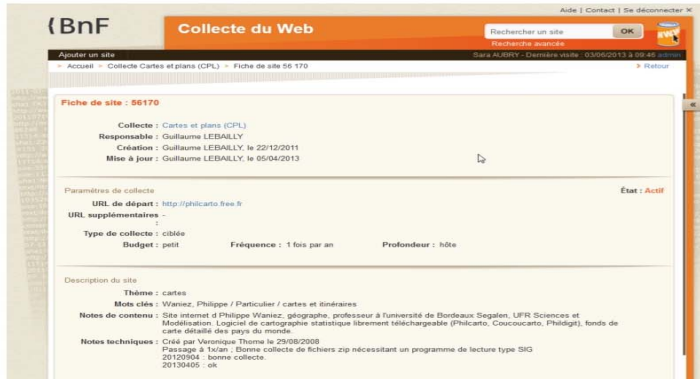 Aide | Contact | Se déconnecter
{BnF
Collecte du Web
Rechercher un site
OK
Recherche avancée
Ajouter un site
Sara AUBRY - Dernière visite : 03/06/2013 à 09:46 admin
Accueil » Collecte Cartes et plans (CPL) » Fiche de site 56 170
Retour
Fiche de site : 56170
Collecte : Cartes et plans (CPL)
Responsable : Guillaume LEBAILLY
Création : Guillaume LEBAILLY, le 22/12/2011
Mise à jour : Guillaume LEBAILLY, le 05/04/2013
Paramètres de collecte
État : Actif
URL de départ : http://philcarto.free.fr
URL supplémentaires -
:
Type de collecte : ciblée
Budget : petit Fréquence : 1 fois par an Profondeur : hôte
Description du site
Thème : cartes
Mots clés : Waniez, Philippe / Particulier / cartes et itinéraires
Notes de contenu : Site internet d Philippe Waniez, géographe, professeur à l'université de Bordeaux Segalen, UFR Sciences et
Modélisation. Logiciel de cartographie statistique librement téléchargeable (Philcarto, Coucoucarto, Phildigit), fonds de
carte détaillé des pays du monde.
Notes techniques : Créé par Veronique Thome le 29/08/2008
Passage à 1x/an ; Bonne collecte de fichiers zip nécessitant un programme de lecture type SIG
20120904 : bonne collecte.
20130405 : ok